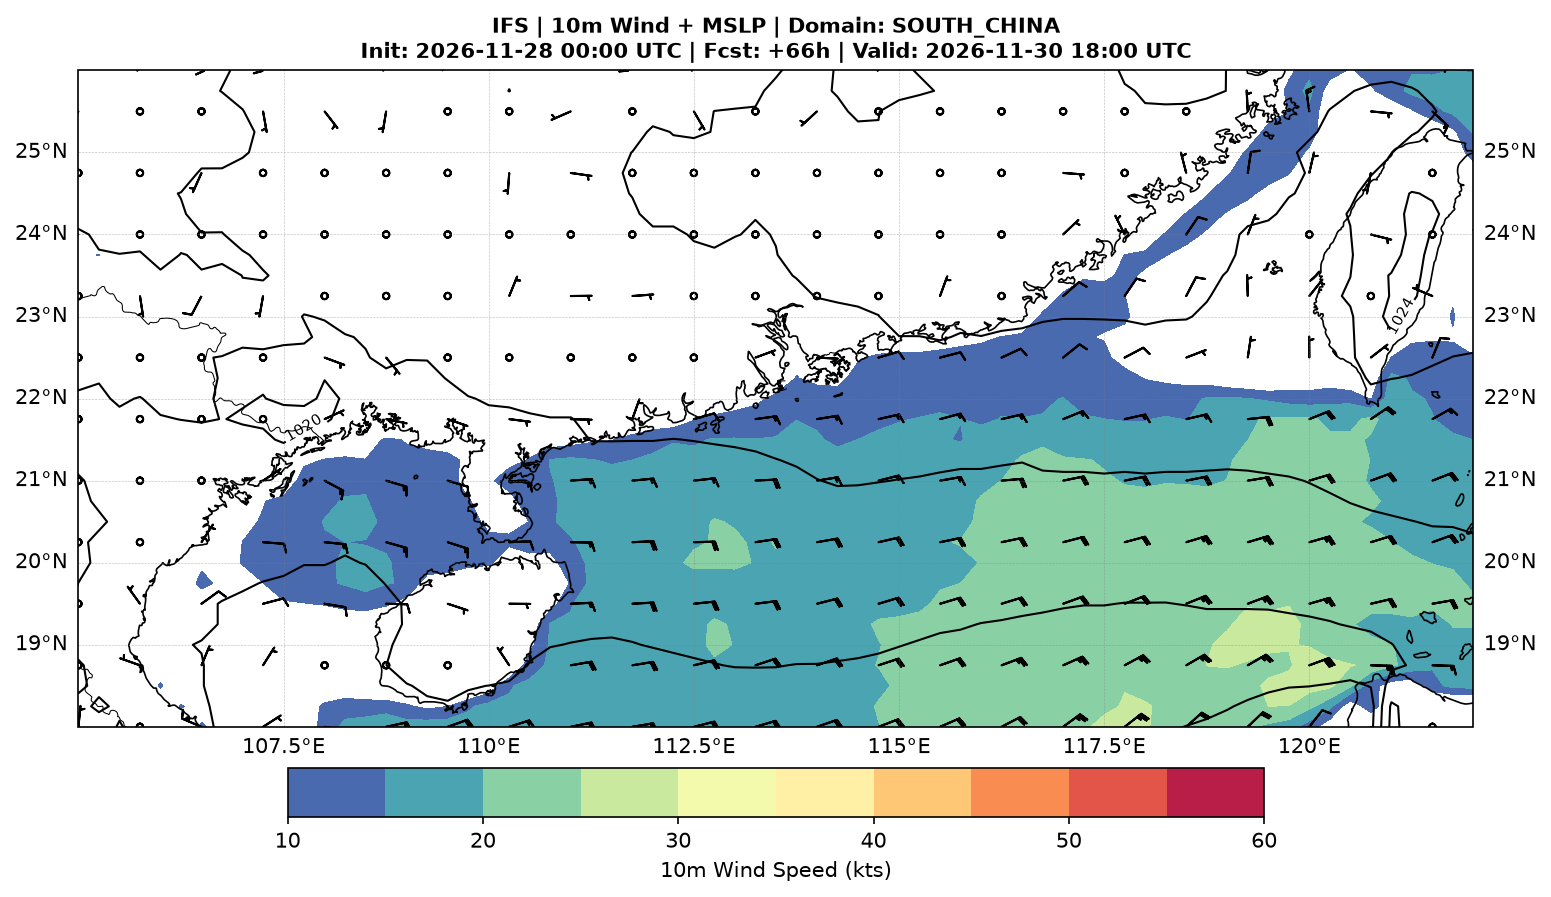 IFS | 10m Wind + MSLP | Domain: SOUTH_CHINA
Init: 2026-11-28 00:00 UTC | Fcst: +66h | Valid: 2026-11-30 18:00 UTC
25°N
24°N
23°N
22°N
21°N
20°N
19°N
1024
1020
25°N
24°N
23°N
22°N
21°N
20°N
19°N
107.5°E 110°E 112.5°E 115°E 117.5°E 120°E
10 20 30 40 50 60
10m Wind Speed (kts)